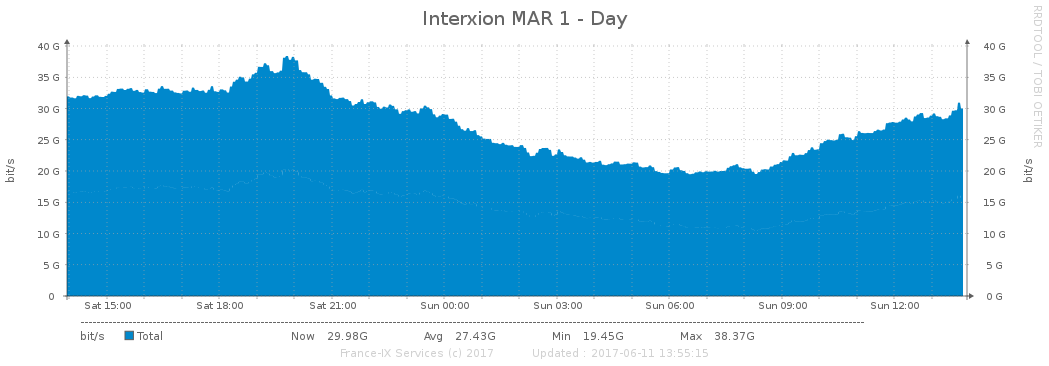 Interxion MAR 1 - Day
RRDTOOL / TOBI OETIKER
40 G 40 G
35 G 35 G
30 G 30 G
25 G 25 G
20 G 20 G
15 G 15 G
10 G 10 G
5 G 5 G
0 0 G
bit/s
bit/s
Sat 15:00 Sat 18:00 Sat 21:00 Sun 00:00 Sun 03:00 Sun 06:00 Sun 09:00 Sun 12:00
bit/s Total Now 29.98G Avg 27.43G Min 19.45G Max 38.37G
France-IX Services (c) 2017 Updated : 2017-06-11 13:55:15